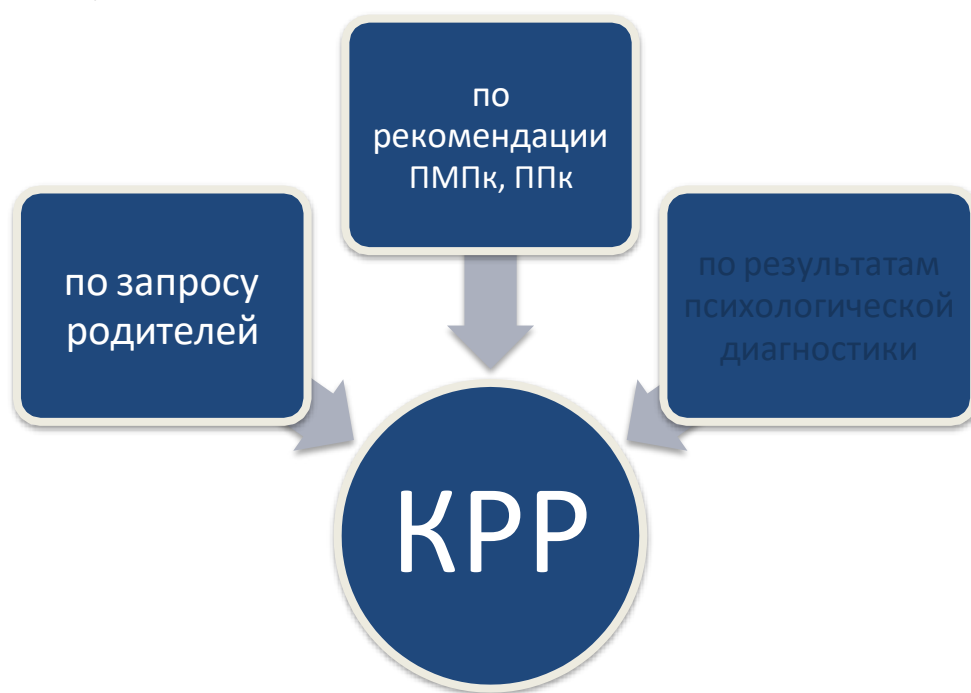 по
рекомендации
ПМПк, ППк
по запросу
родителей
по результатам
психологической
диагностики
КРР